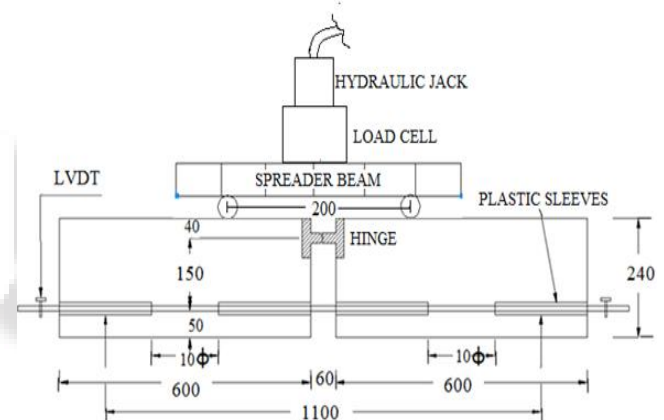 HYDRAULIC JACK
LOAD CELL
LVDT
SPREADER BEAM
PLASTIC SLEEVES
200
40
HINGE
150
240
50
10ϕ
10ϕ
600
60
600
1100